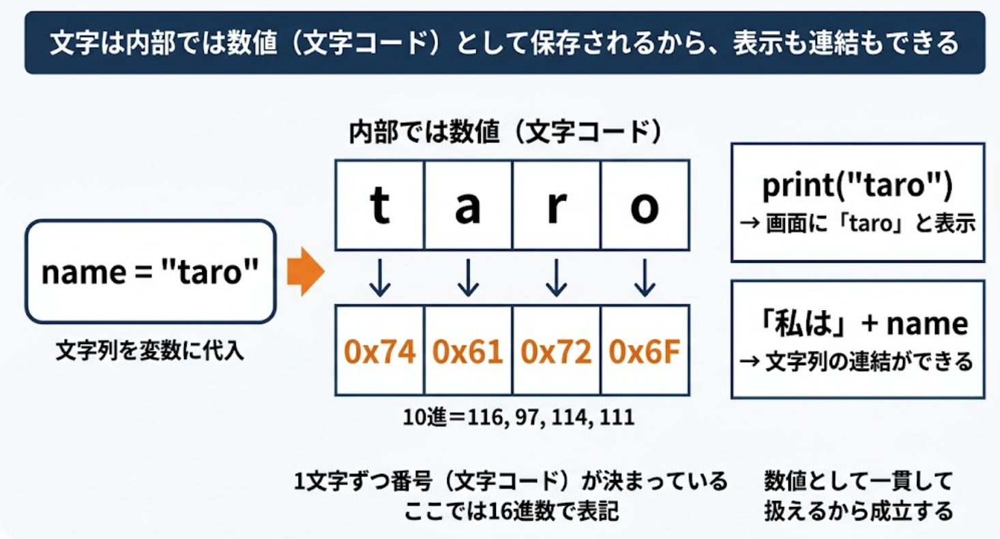 文字は内部では数値（文字コード）として保存されるから、表示も連結もできる
name = "taro"
文字列を変数に代入
内部では数値（文字コード）
t a r o
0x74 0x61 0x72 0x6F
10進＝116, 97, 114, 111
1文字ずつ番号（文字コード）が決まっている
ここでは16進数で表記
print("taro")
→ 画面に「taro」と表示
「私は」+ name
→ 文字列の連結ができる
数値として一貫して
扱えるから成立する